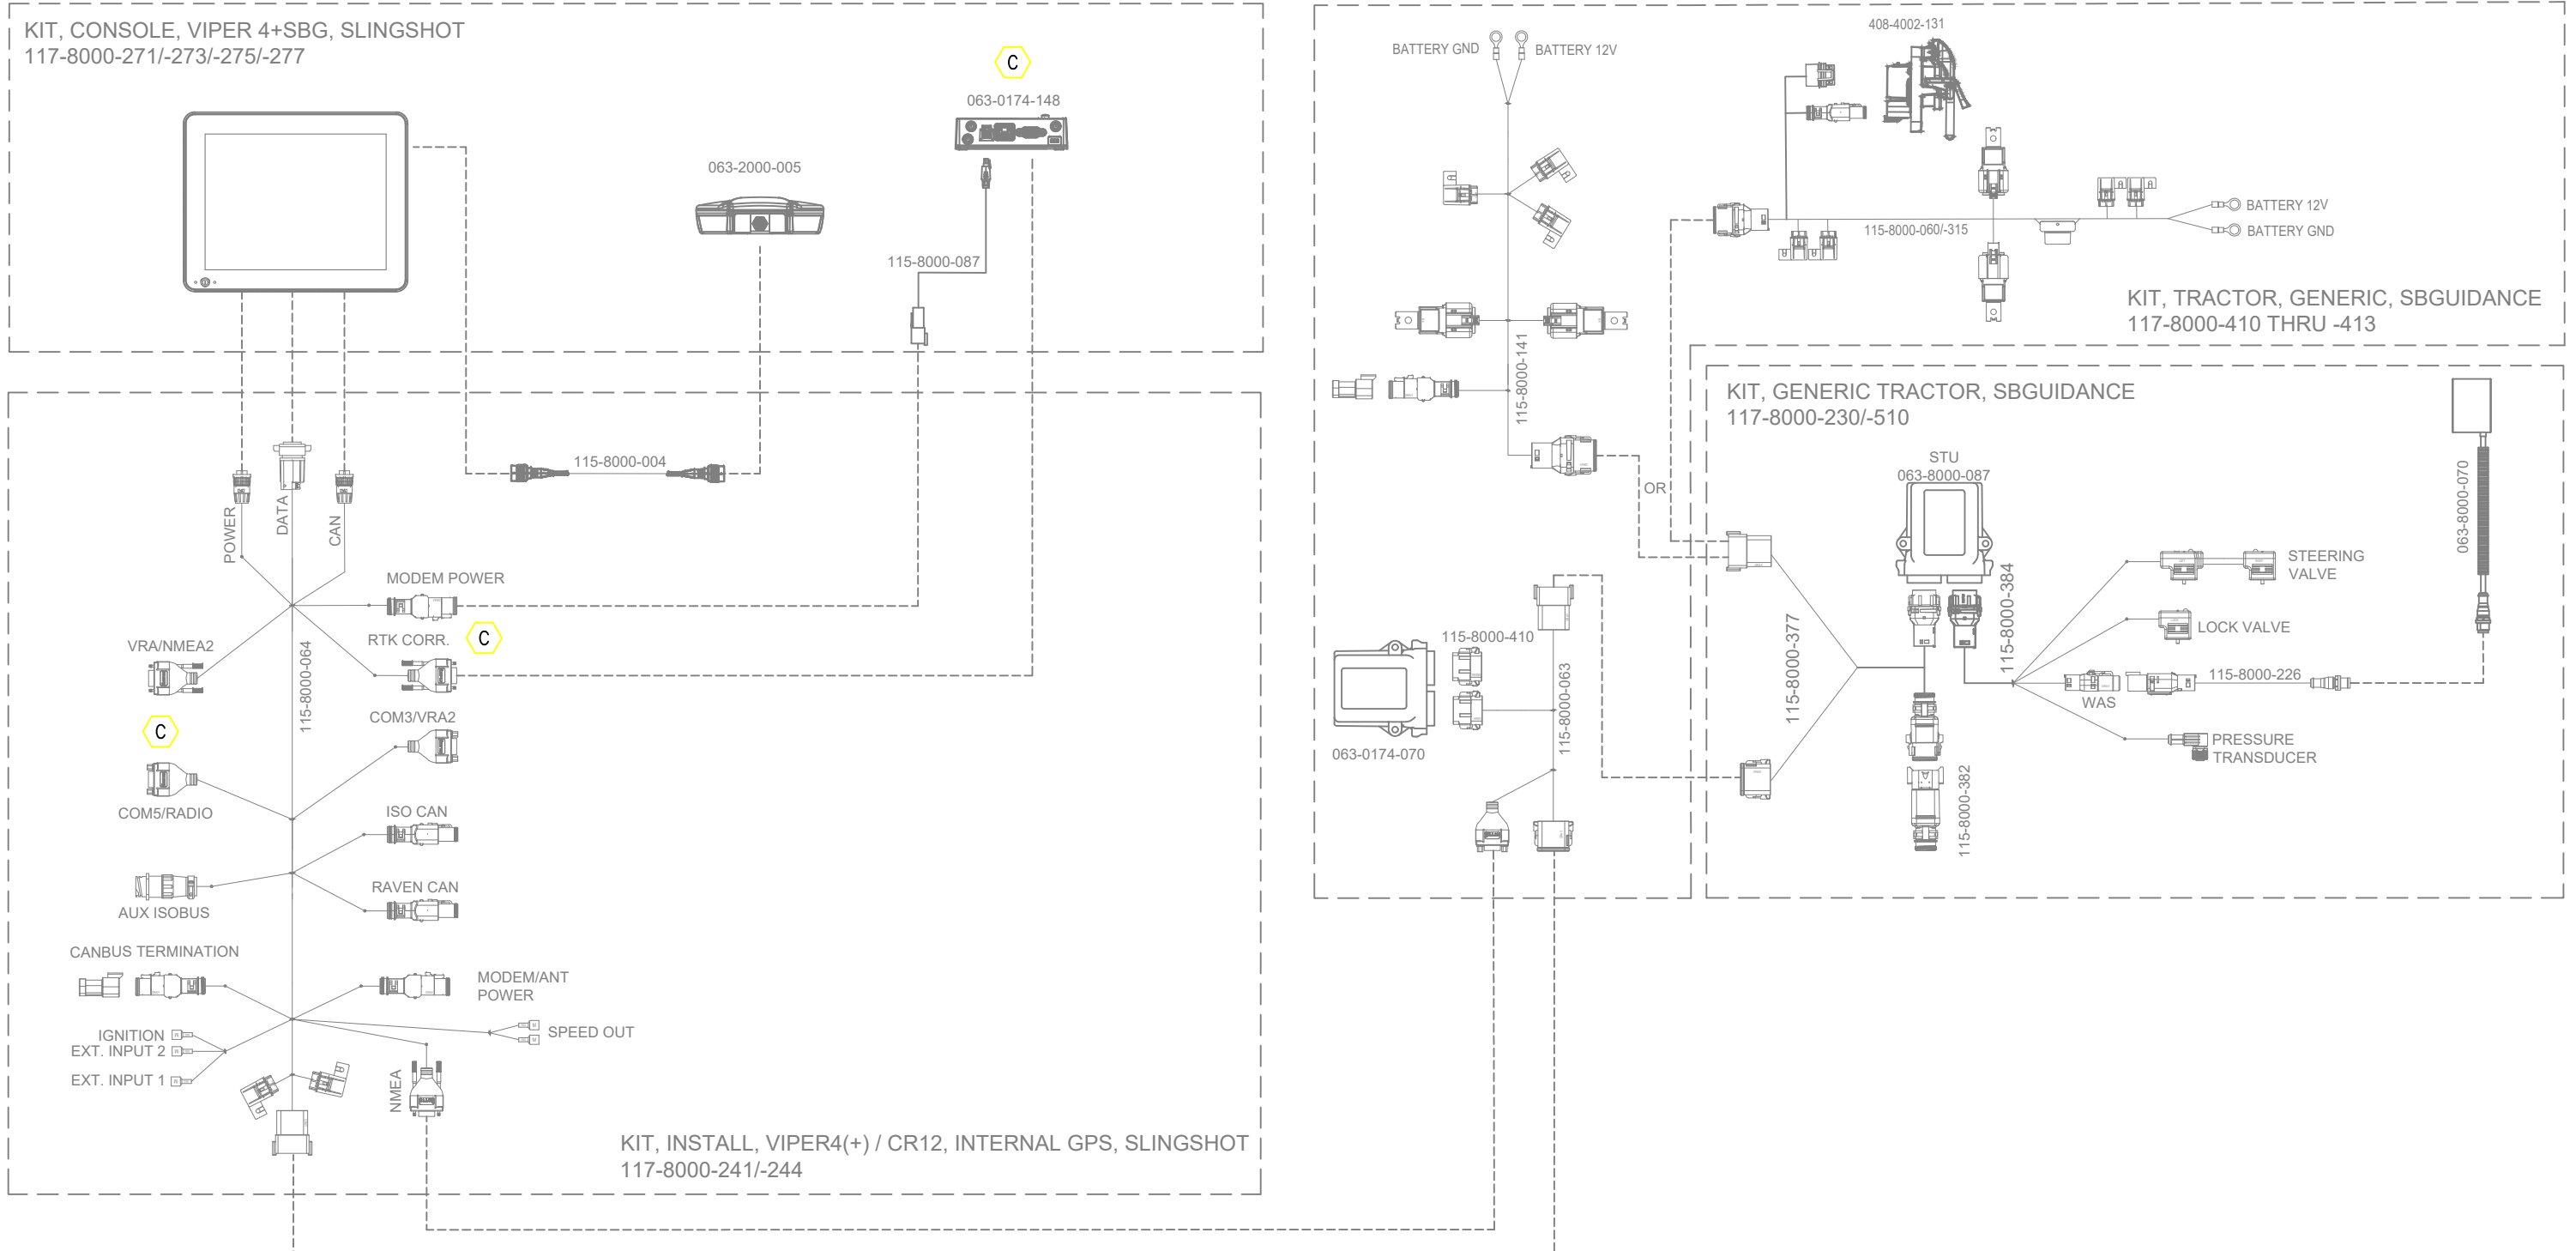 KIT, CONSOLE, VIPER 4+SBG, SLINGSHOT
117-8000-271/-273/-275/-277
C
063-0174-148
063-2000-005
115-8000-087
115-8000-004
POWER
DATA
CAN
MODEM POWER
VRA/NMEA2
RTK CORR.
C
115-8000-064
C
COM3/VRA2
COM5/RADIO
ISO CAN
AUX ISOBUS
RAVEN CAN
CANBUS TERMINATION
MODEM/ANT
POWER
IGNITION
EXT. INPUT 2
EXT. INPUT 1
SPEED OUT
NMEA
KIT, INSTALL, VIPER4(+) / CR12, INTERNAL GPS, SLINGSHOT
117-8000-241/-244
BATTERY GND
BATTERY 12V
115-8000-141
OR
408-4002-131
115-8000-060/-315
BATTERY 12V
BATTERY GND
KIT, TRACTOR, GENERIC, SBGUIDANCE
117-8000-410 THRU -413
115-8000-410
063-0174-070
115-8000-063
KIT, GENERIC TRACTOR, SBGUIDANCE
117-8000-230/-510
STU
063-8000-087
115-8000-377
115-8000-384
115-8000-382
063-8000-070
STEERING
VALVE
LOCK VALVE
115-8000-226
WAS
PRESSURE
TRANSDUCER